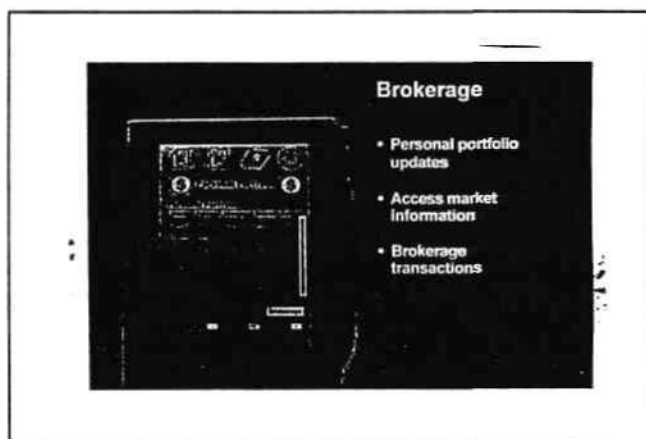 Brokerage
• Personal portfolio
updates
• Access market
information
• Brokerage
transactions